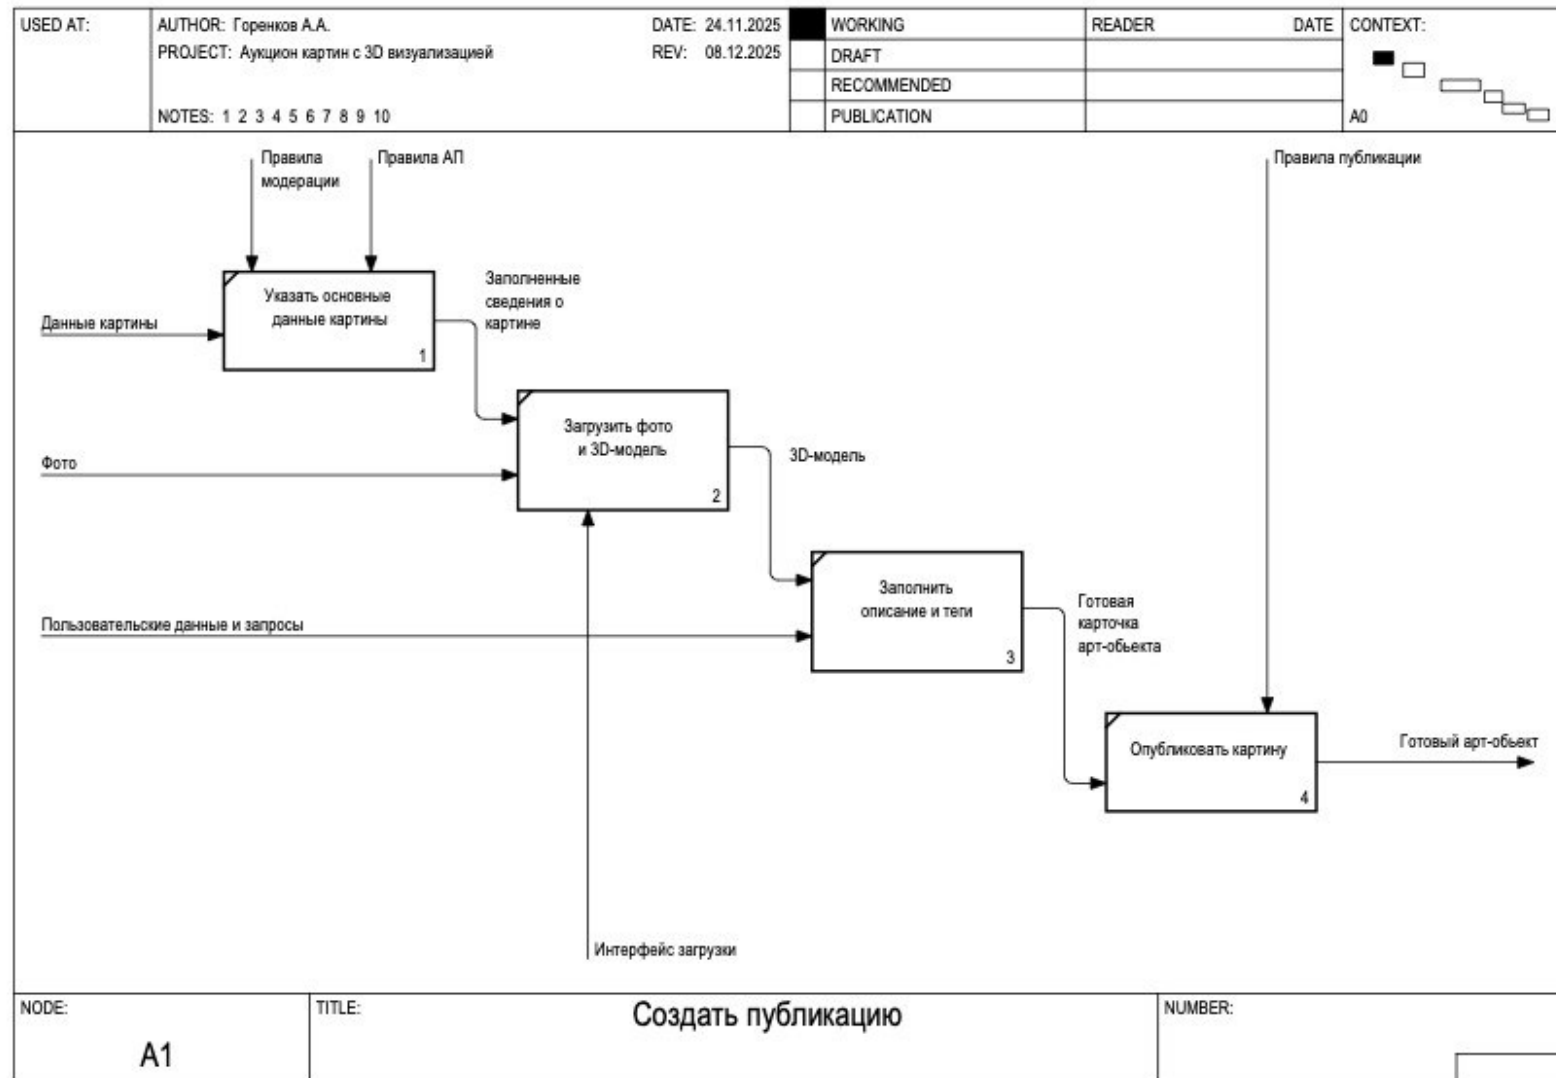 USED AT:
AUTHOR: Горенков А.А.
DATE: 24.11.2025
PROJECT: Аукцион картин с 3D визуализацией
REV: 08.12.2025
NOTES: 1 2 3 4 5 6 7 8 9 10
WORKING
DRAFT
RECOMMENDED
PUBLICATION
READER
DATE
CONTEXT:
A0
Правила
модерации
Правила АП
Правила публикации
Указать основные
данные картины
1
Данные картины
Заполненные
сведения о
картине
Загрузить фото
и 3D-модель
2
Фото
3D-модель
Заполнить
описание и теги
3
Пользовательские данные и запросы
Готовая
карточка
арт-обьекта
Опубликовать картину
4
Готовый арт-обьект
Интерфейс загрузки
NODE:
A1
TITLE:
Создать публикацию
NUMBER: